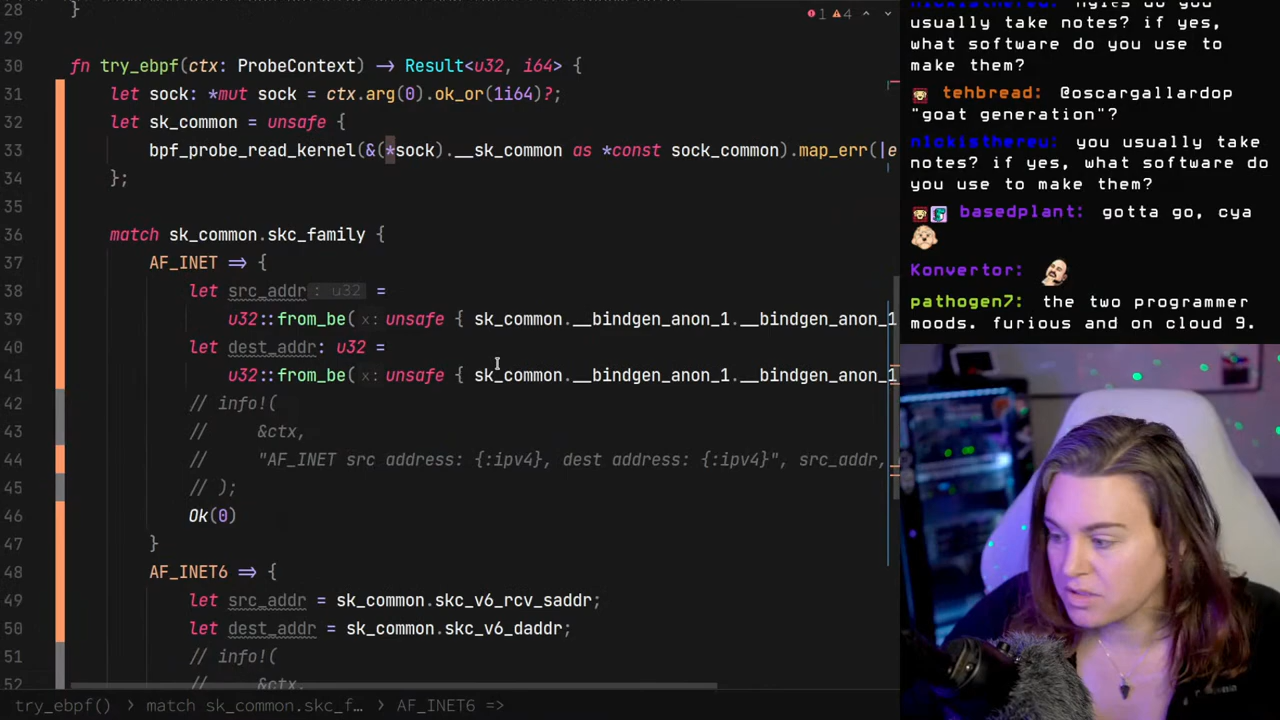 28 }
29
30 fn try_ebpf(ctx: ProbeContext) → Result<u32, i64> {
31 let sock: *mut sock = ctx.arg(0).ok_or(1i64)?;
32 let sk_common = unsafe {
33 bpf_probe_read_kernel(&(*sock).__sk_common as *const sock_common).map_err(|e
34 };
35
36 match sk_common.skc_family {
37 AF_INET ⇒ {
38 let src_addr: u32 =
39 u32::from_be( x: unsafe { sk_common.__bindgen_anon_1.__bindgen_anon_1
40 let dest_addr: u32 =
41 u32::from_be( x: unsafe { sk_common.__bindgen_anon_1.__bindgen_anon_1
42 // info!(
43 // &ctx,
44 // "AF_INET src address: {:ipv4}, dest address: {:ipv4}", src_addr,
45 // );
46 Ok(0)
47 }
48 AF_INET6 ⇒ {
49 let src_addr = sk_common.skc_v6_rcv_saddr;
50 let dest_addr = sk_common.skc_v6_daddr;
51 // info!(
52 // &ctx,
try_ebpf() › match sk_common.skc_f… › AF_INET6 =>
1 4
usually take notes? if yes,
what software do you use to
make them?
tehbread: @oscargallardop
"goat generation"?
nickisthereu: you usually take
notes? if yes, what software do
you use to make them?
basedplant: gotta go, cya
Konvertor:
pathogen7: the two programmer
moods. furious and on cloud 9.